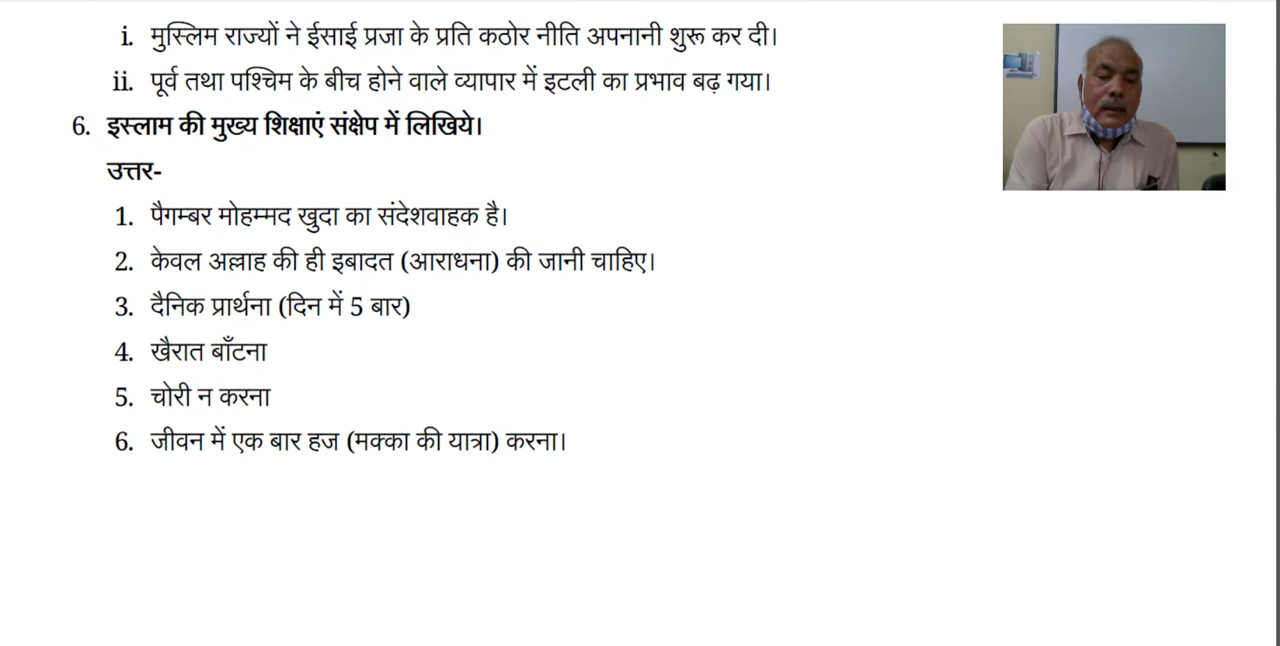 i. मुस्लिम राज्यों ने ईसाई प्रजा के प्रति कठोर नीति अपनानी शुरू कर दी।
ii. पूर्व तथा पश्चिम के बीच होने वाले व्यापार में इटली का प्रभाव बढ़ गया।
6. इस्लाम की मुख्य शिक्षाएं संक्षेप में लिखिये।
उत्तर-
1. पैगम्बर मोहम्मद खुदा का संदेशवाहक है।
2. केवल अल्लाह की ही इबादत (आराधना) की जानी चाहिए।
3. दैनिक प्रार्थना (दिन में 5 बार)
4. खैरात बाँटना
5. चोरी न करना
6. जीवन में एक बार हज (मक्का की यात्रा) करना।